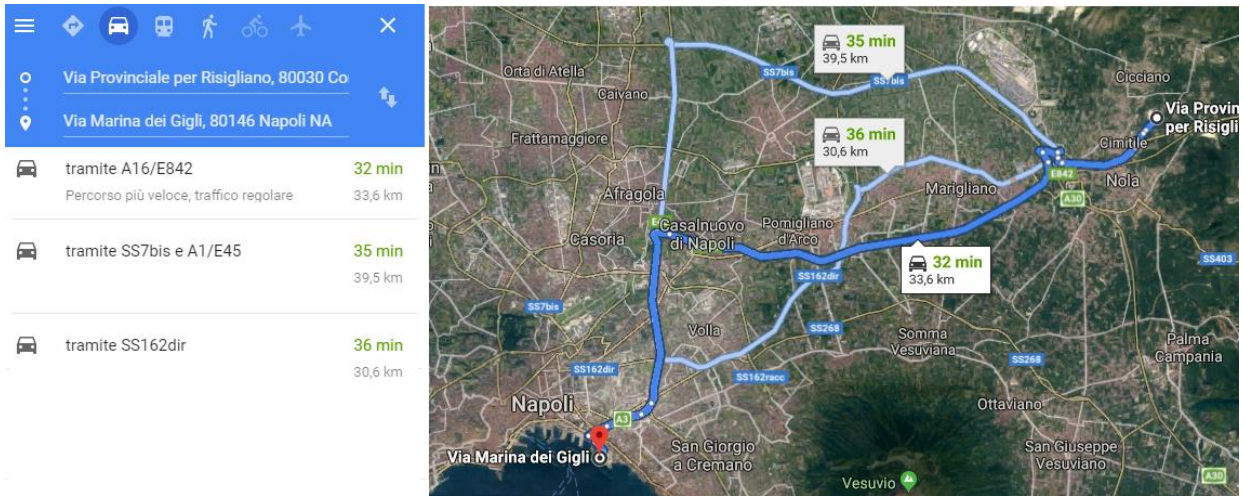 Via Provinciale per Risigliano, 80030 Co
Via Marina dei Gigli, 80146 Napoli NA
tramite A16/E842
32 min
Percorso più veloce, traffico regolare
33,6 km
tramite SS7bis e A1/E45
35 min
39,5 km
tramite SS162dir
36 min
30,6 km
35 min
39,5 km
Orta di Atella
SS7bis
SS7bis
Cicciano
Caivano
Via Provin
per Risigli
36 min
30,6 km
Frattamaggiore
Cimitile
E842
Nola
Marigliano
A30
Afragola
Casalnuovo
di Napoli
Pomigliano
d'Arco
Casoria
32 min
33,6 km
SS403
SS162dir
SS7bis
Volla
SS268
Somma
Vesuviana
Palma
Campania
SS268
SS162dir
SS162racc
Napoli
Ottaviano
A3
Via Marina dei Gigli
San Giorgio
a Cremano
San Giuseppe
Vesuviano
Vesuvio
A30